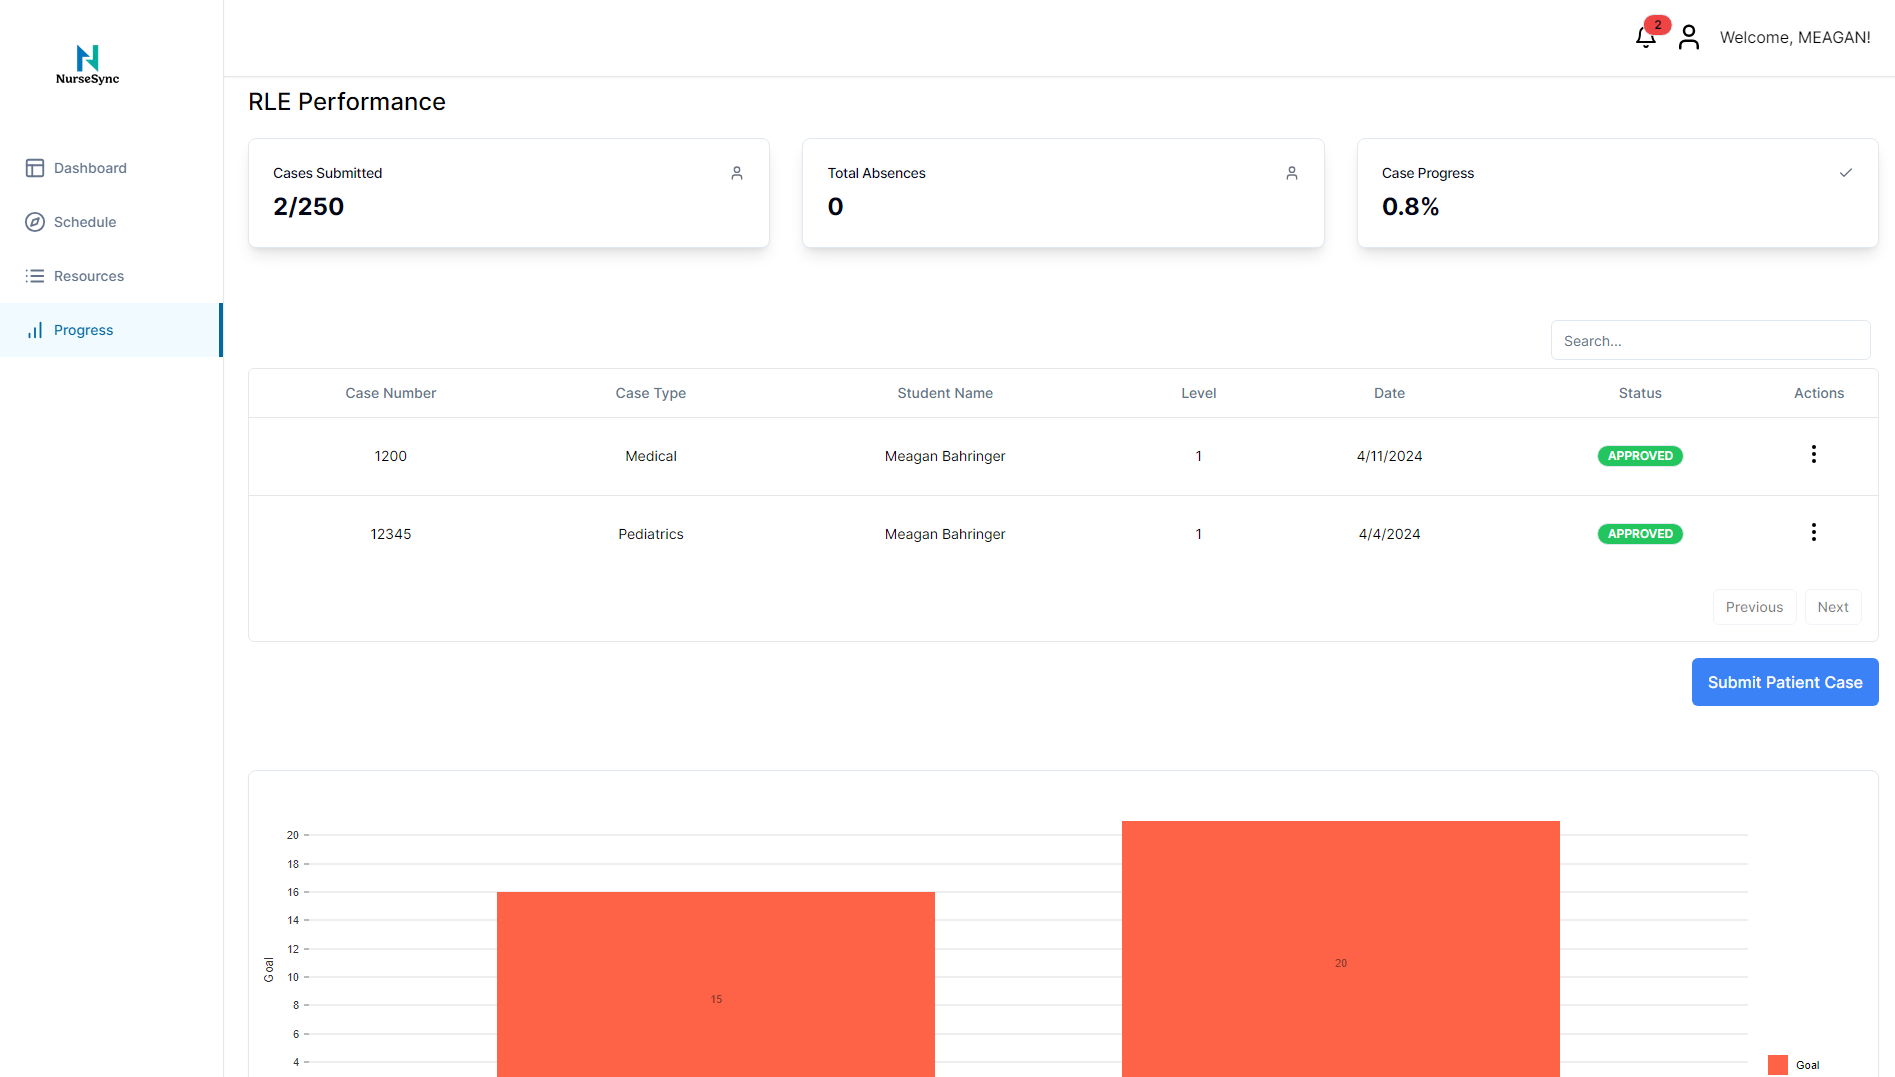 2
Welcome, MEAGAN!
NurseSync
Dashboard
Schedule
Resources
Progress
RLE Performance
Cases Submitted
2/250
Total Absences
0
Case Progress
0.8%
Search...
Case Number Case Type Student Name Level Date Status Actions
1200 Medical Meagan Bahringer 1 4/11/2024 APPROVED
12345 Pediatrics Meagan Bahringer 1 4/4/2024 APPROVED
Previous Next
Submit Patient Case
20
18
16
14
12
10
8
6
4
Goal
15
20
Goal